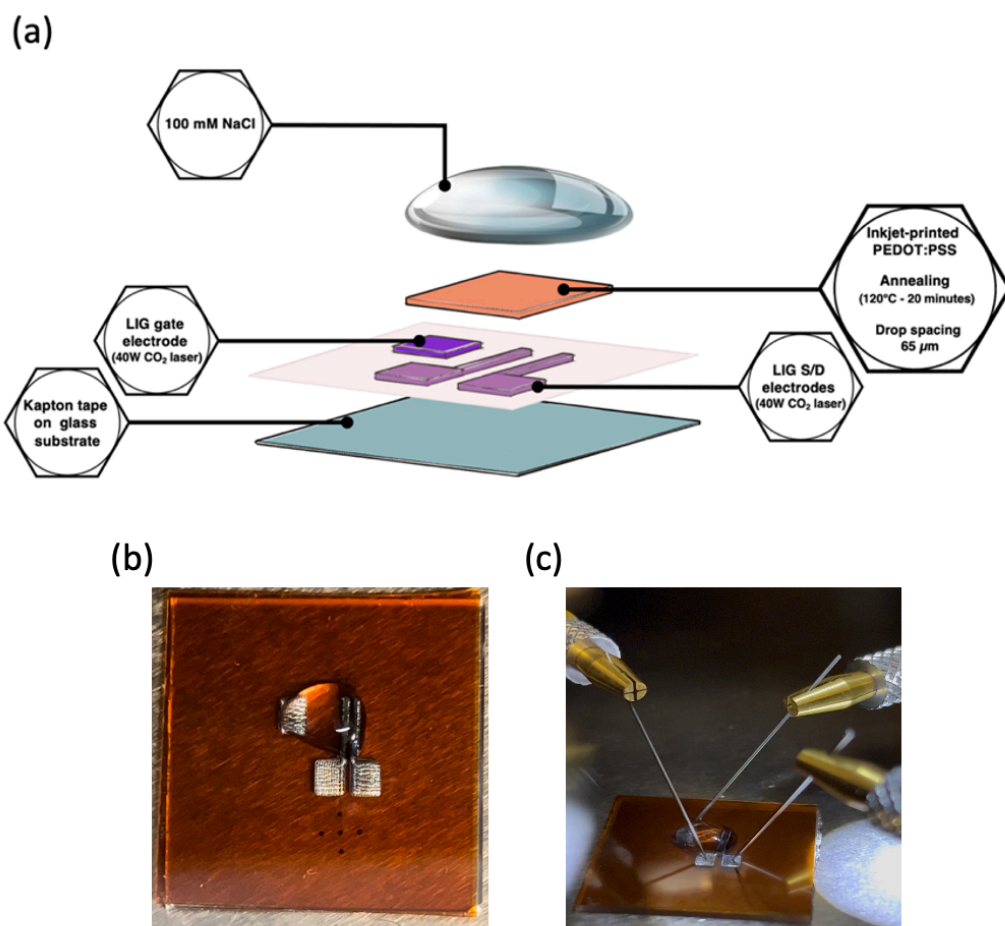 (a)
100 mM NaCl
Inkjet-printed
PEDOT:PSS
Annealing
(120°C - 20 minutes)
Drop spacing
65 µm
LIG gate
electrode
(40W CO₂ laser)
LIG S/D
electrodes
(40W CO₂ laser)
Kapton tape
on glass
substrate
(b)
(c)